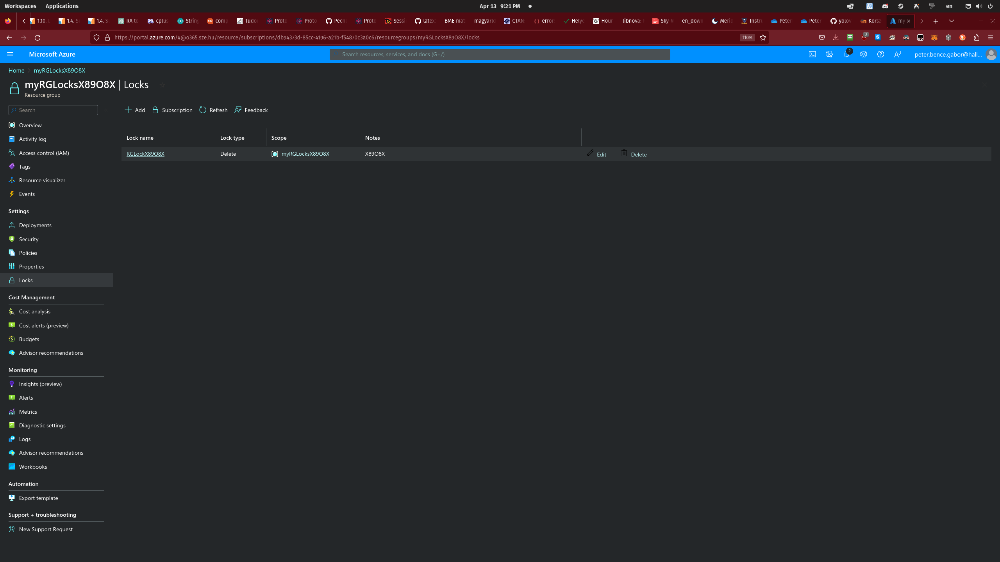 Workspaces Applications Apr 13 9:21 PM en
1.10. 1.4. 1.4. RA to cplus String comp Tudo Proto Proto Pecne Proto Sessi latex BME mat magyarld CTAN: errors Helye Hour libnova: Sky-W en_down Merid Instru Peter Peter yolov Korsz my
https://portal.azure.com/#@o365.sze.hu/resource/subscriptions/db94373d-85cc-4196-a21b-f54870c3a0c6/resourcegroups/myRGLocksX89O8X/locks 110% 3
Microsoft Azure Search resources, services, and docs (G+/) 2 peter.bence.gabor@hall...
Home myRGLocksX89O8X
myRGLocksX89O8X | Locks
Resource group
Search
Add Subscription Refresh Feedback
Overview
Activity log
Access control (IAM)
Tags
Resource visualizer
Events
Settings
Deployments
Security
Policies
Properties
Locks
Cost Management
Cost analysis
Cost alerts (preview)
Budgets
Advisor recommendations
Monitoring
Insights (preview)
Alerts
Metrics
Diagnostic settings
Logs
Advisor recommendations
Workbooks
Automation
Export template
Support + troubleshooting
New Support Request
Lock name Lock type Scope Notes
RGLockX89O8X Delete myRGLocksX89O8X X89O8X Edit Delete